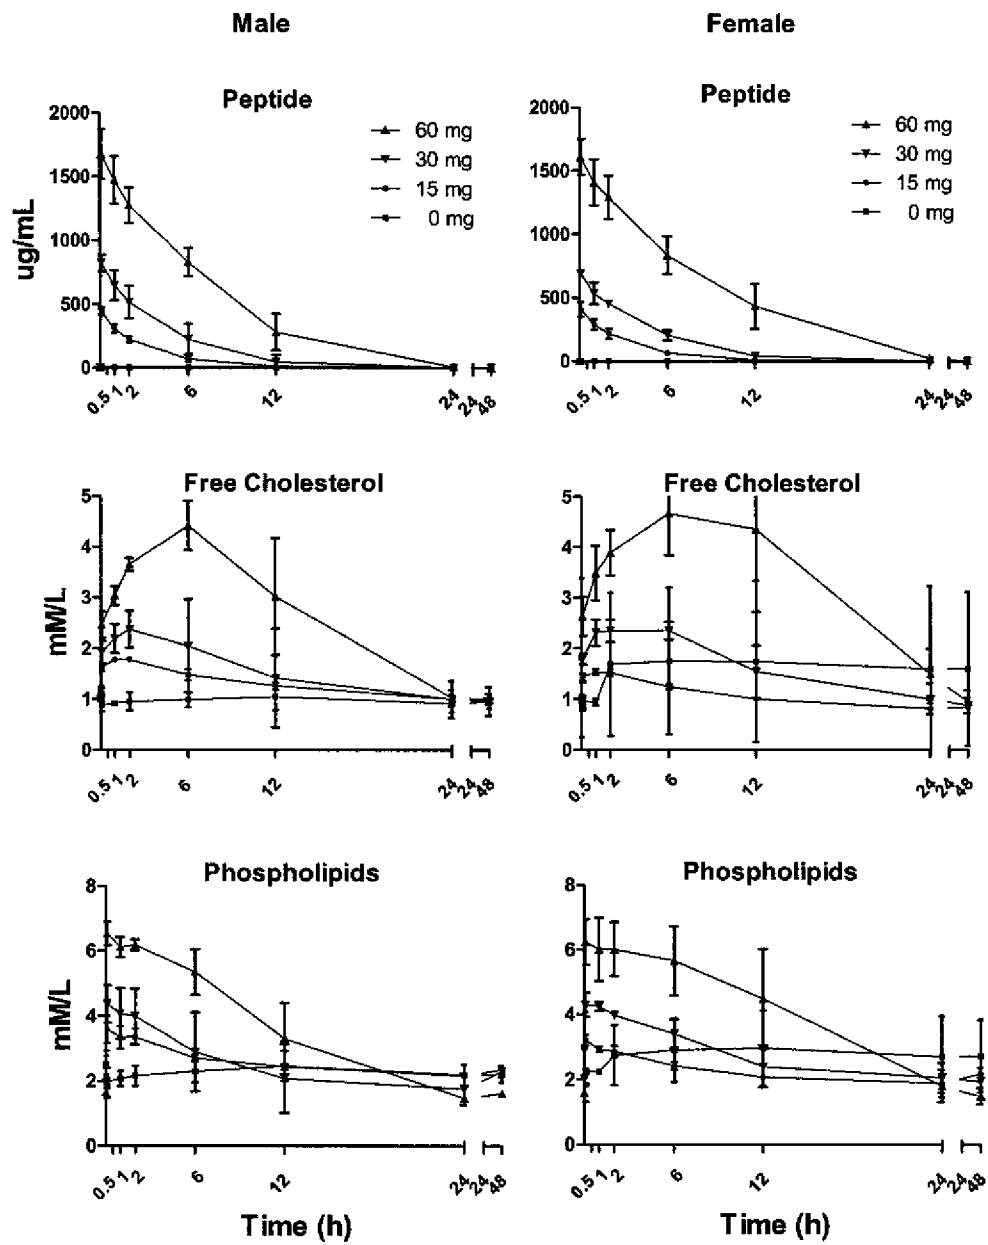 Male
Female
Peptide
2000
1500
1000
500
0
ug/mL
60 mg
30 mg
15 mg
0 mg
0.5 1 2 6 12 24 24 48
Peptide
2000
1500
1000
500
0
60 mg
30 mg
15 mg
0 mg
0.5 1 2 6 12 24 24 48
Free Cholesterol
5
4
3
2
1
0
mM/L
0.5 1 2 6 12 24 24 48
Free Cholesterol
5
4
3
2
1
0
0.5 1 2 6 12 24 24 48
Phospholipids
8
6
4
2
0
mM/L
0.5 1 2 6 12 24 24 48
Time (h)
Phospholipids
8
6
4
2
0
0.5 1 2 6 12 24 24 48
Time (h)